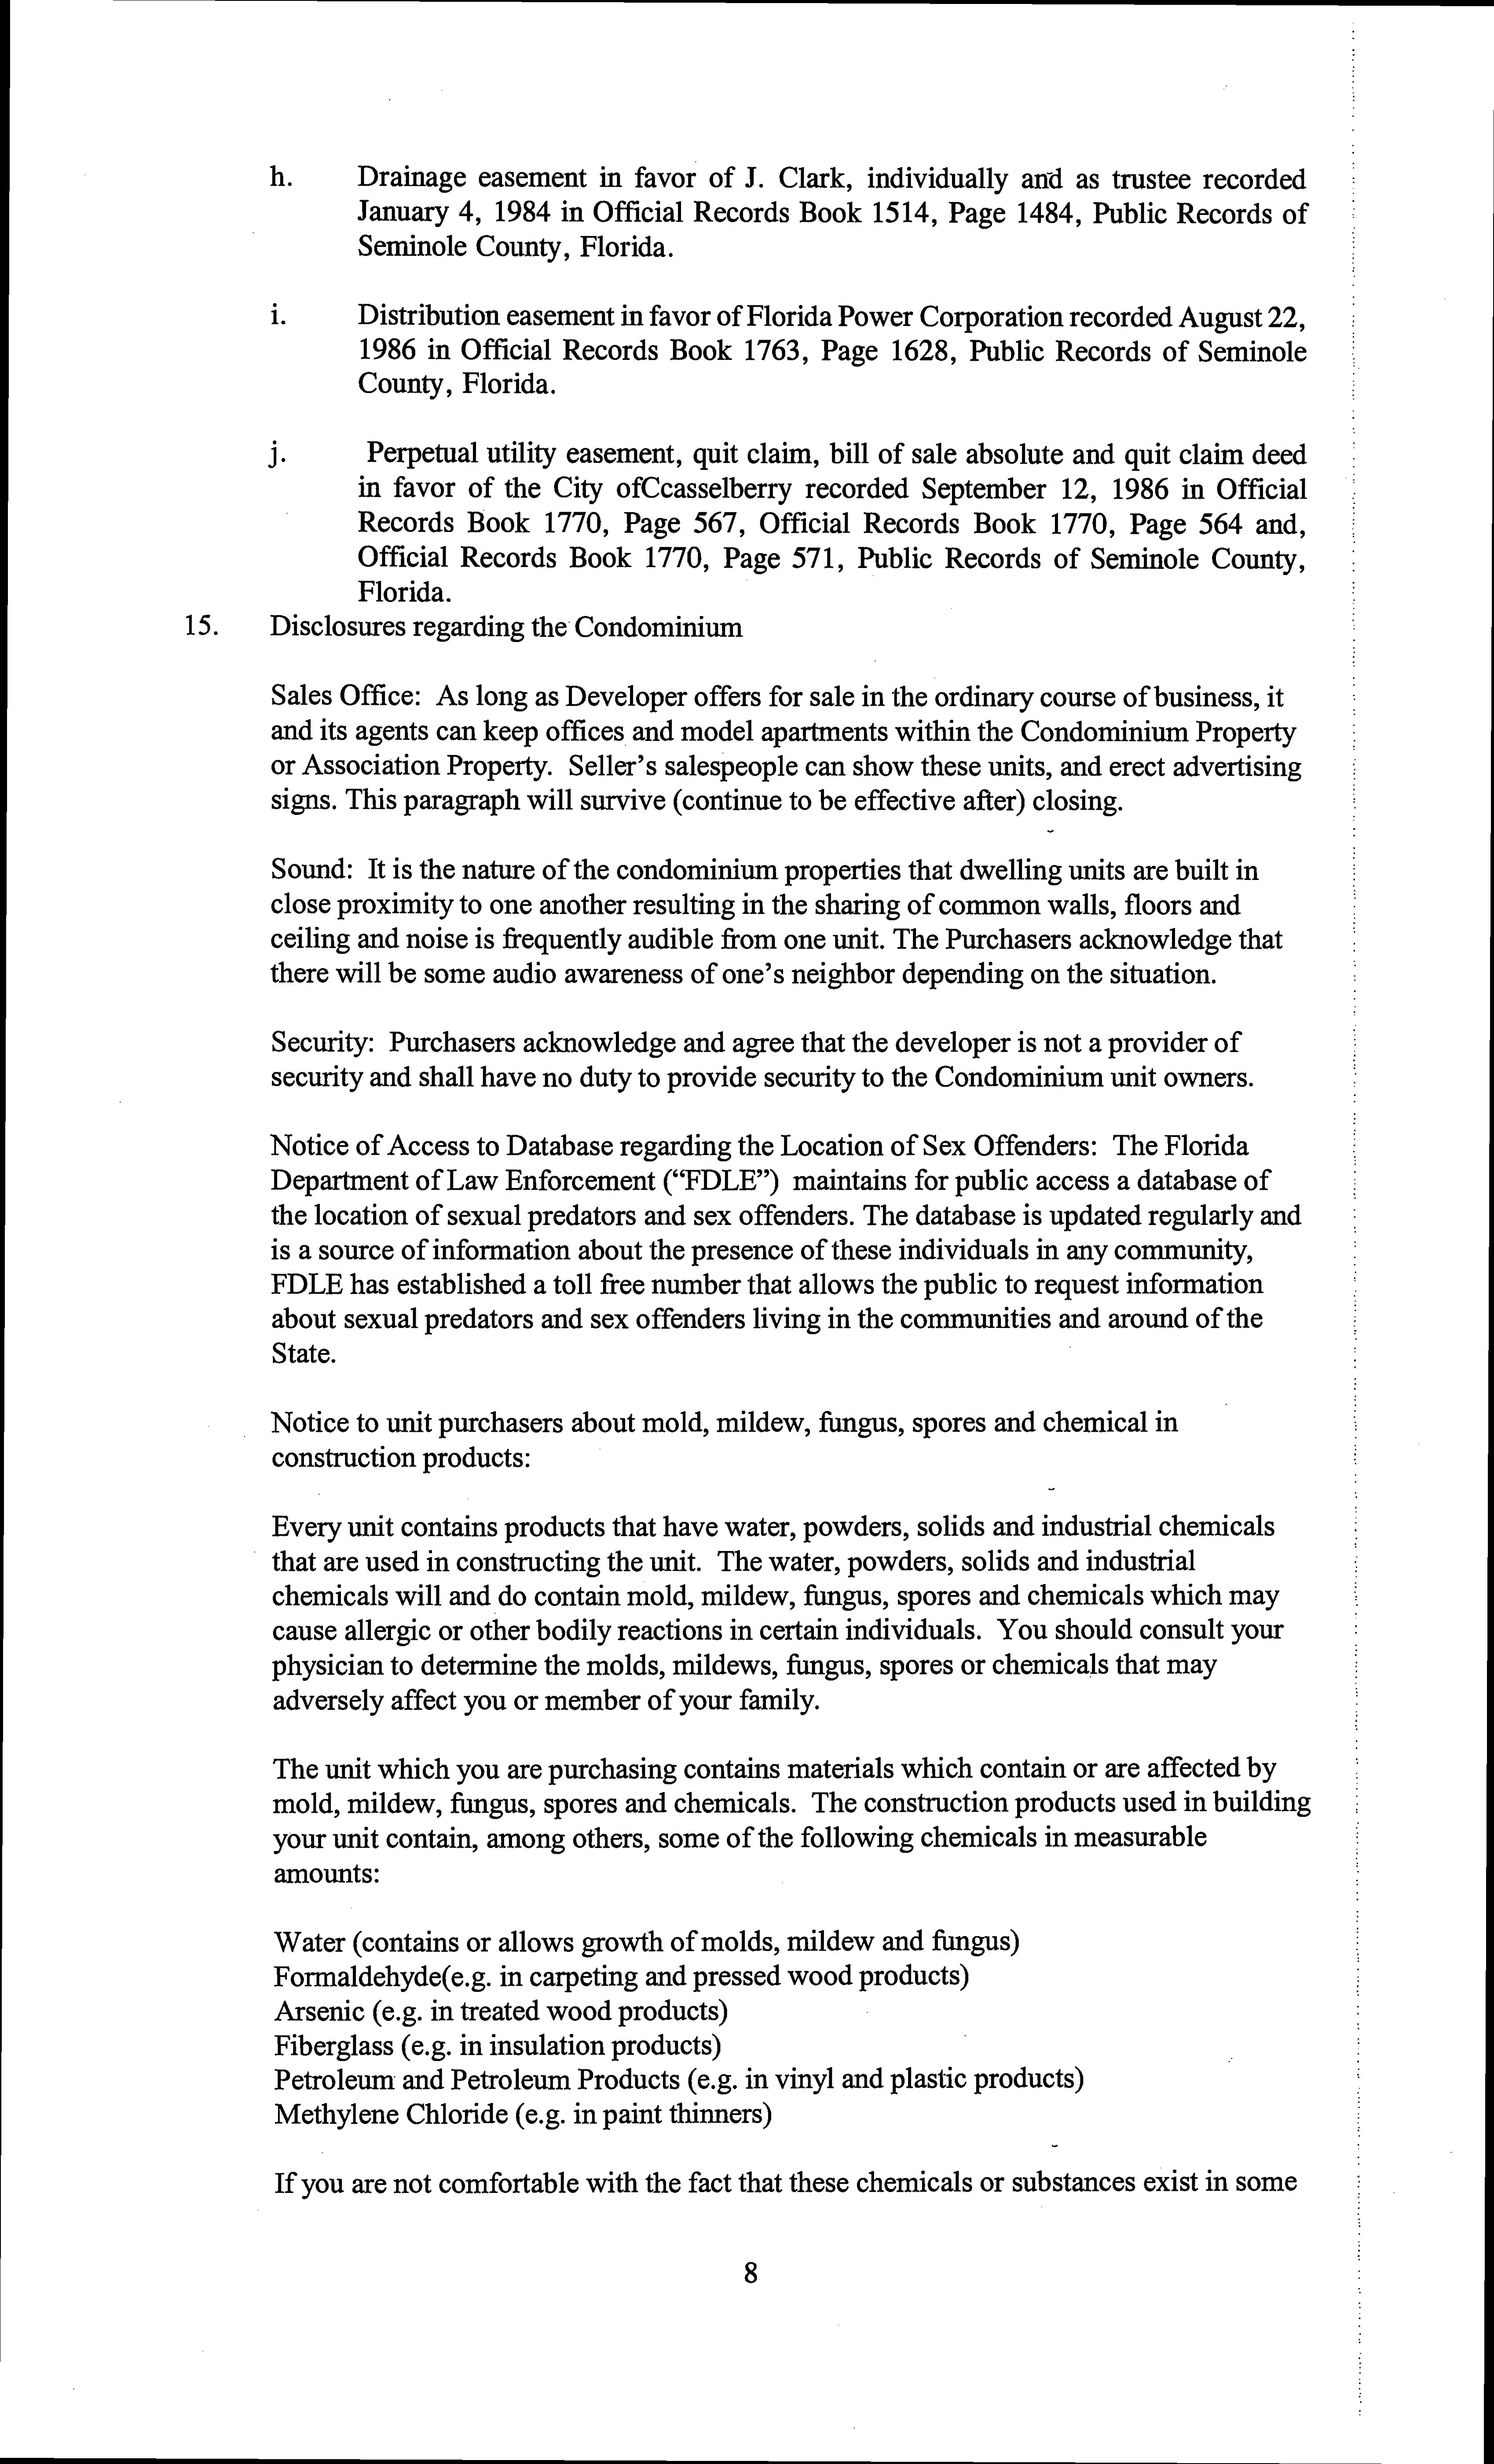 h. Drainage easement in favor of J. Clark, individually and as trustee recorded
January 4, 1984 in Official Records Book 1514, Page 1484, Public Records of
Seminole County, Florida.
i. Distribution easement in favor of Florida Power Corporation recorded August 22,
1986 in Official Records Book 1763, Page 1628, Public Records of Seminole
County, Florida.
j. Perpetual utility easement, quit claim, bill of sale absolute and quit claim deed
in favor of the City ofCcasselberry recorded September 12, 1986 in Official
Records Book 1770, Page 567, Official Records Book 1770, Page 564 and,
Official Records Book 1770, Page 571, Public Records of Seminole County,
Florida.
15. Disclosures regarding the Condominium
Sales Office: As long as Developer offers for sale in the ordinary course of business, it
and its agents can keep offices and model apartments within the Condominium Property
or Association Property. Seller's salespeople can show these units, and erect advertising
signs. This paragraph will survive (continue to be effective after) closing.
Sound: It is the nature of the condominium properties that dwelling units are built in
close proximity to one another resulting in the sharing of common walls, floors and
ceiling and noise is frequently audible from one unit. The Purchasers acknowledge that
there will be some audio awareness of one's neighbor depending on the situation.
Security: Purchasers acknowledge and agree that the developer is not a provider of
security and shall have no duty to provide security to the Condominium unit owners.
Notice of Access to Database regarding the Location of Sex Offenders: The Florida
Department of Law Enforcement ("FDLE") maintains for public access a database of
the location of sexual predators and sex offenders. The database is updated regularly and
is a source of information about the presence of these individuals in any community,
FDLE has established a toll free number that allows the public to request information
about sexual predators and sex offenders living in the communities and around of the
State.
Notice to unit purchasers about mold, mildew, fungus, spores and chemical in
construction products:
Every unit contains products that have water, powders, solids and industrial chemicals
that are used in constructing the unit. The water, powders, solids and industrial
chemicals will and do contain mold, mildew, fungus, spores and chemicals which may
cause allergic or other bodily reactions in certain individuals. You should consult your
physician to determine the molds, mildews, fungus, spores or chemicals that may
adversely affect you or member of your family.
The unit which you are purchasing contains materials which contain or are affected by
mold, mildew, fungus, spores and chemicals. The construction products used in building
your unit contain, among others, some of the following chemicals in measurable
amounts:
Water (contains or allows growth of molds, mildew and fungus)
Formaldehyde(e.g. in carpeting and pressed wood products)
Arsenic (e.g. in treated wood products)
Fiberglass (e.g. in insulation products)
Petroleum and Petroleum Products (e.g. in vinyl and plastic products)
Methylene Chloride (e.g. in paint thinners)
If you are not comfortable with the fact that these chemicals or substances exist in some
8